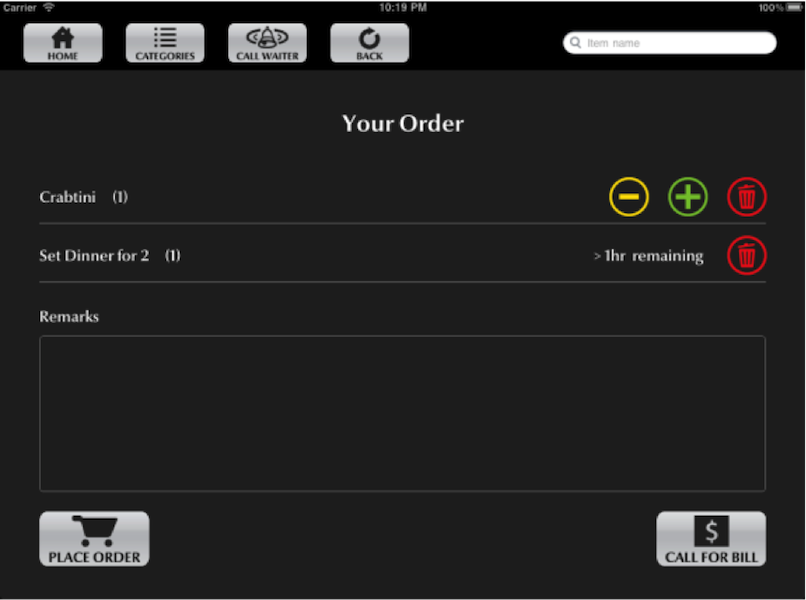 Carrier 10:19 PM 100%
HOME CATEGORIES CALL WAITER BACK Item name
Your Order
Crabtini (1)
Set Dinner for 2 (1) > 1hr remaining
Remarks
$
PLACE ORDER CALL FOR BILL